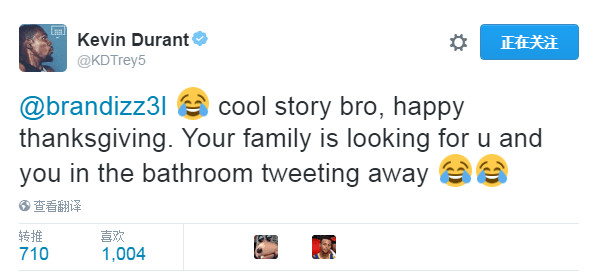 Kevin Durant
@KDTrey5
正在关注
@brandizz3l 😂 cool story bro, happy
thanksgiving. Your family is looking for u and
you in the bathroom tweeting away 😂😂
查看翻译
转推 喜欢
710 1,004